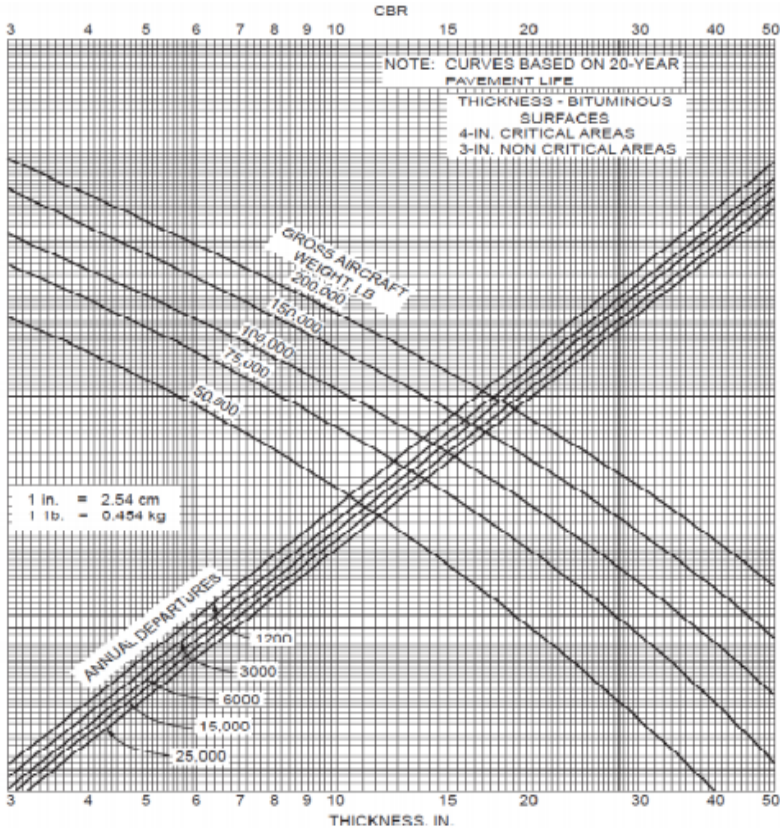 CBR
3 4 5 6 7 8 9 10 15 20 30 40 50
NOTE: CURVES BASED ON 20-YEAR
PAVEMENT LIFE
THICKNESS - BITUMINOUS
SURFACES
4-IN. CRITICAL AREAS
3-IN. NON CRITICAL AREAS
GROSS AIRCRAFT
WEIGHT, LB
200,000
150,000
100,000
75,000
50,000
1 in. = 2.54 cm
1 lb. = 0.454 kg
ANNUAL DEPARTURES
1200
3000
6000
15,000
25,000
3 4 5 6 7 8 9 10 15 20 30 40 50
THICKNESS, IN.